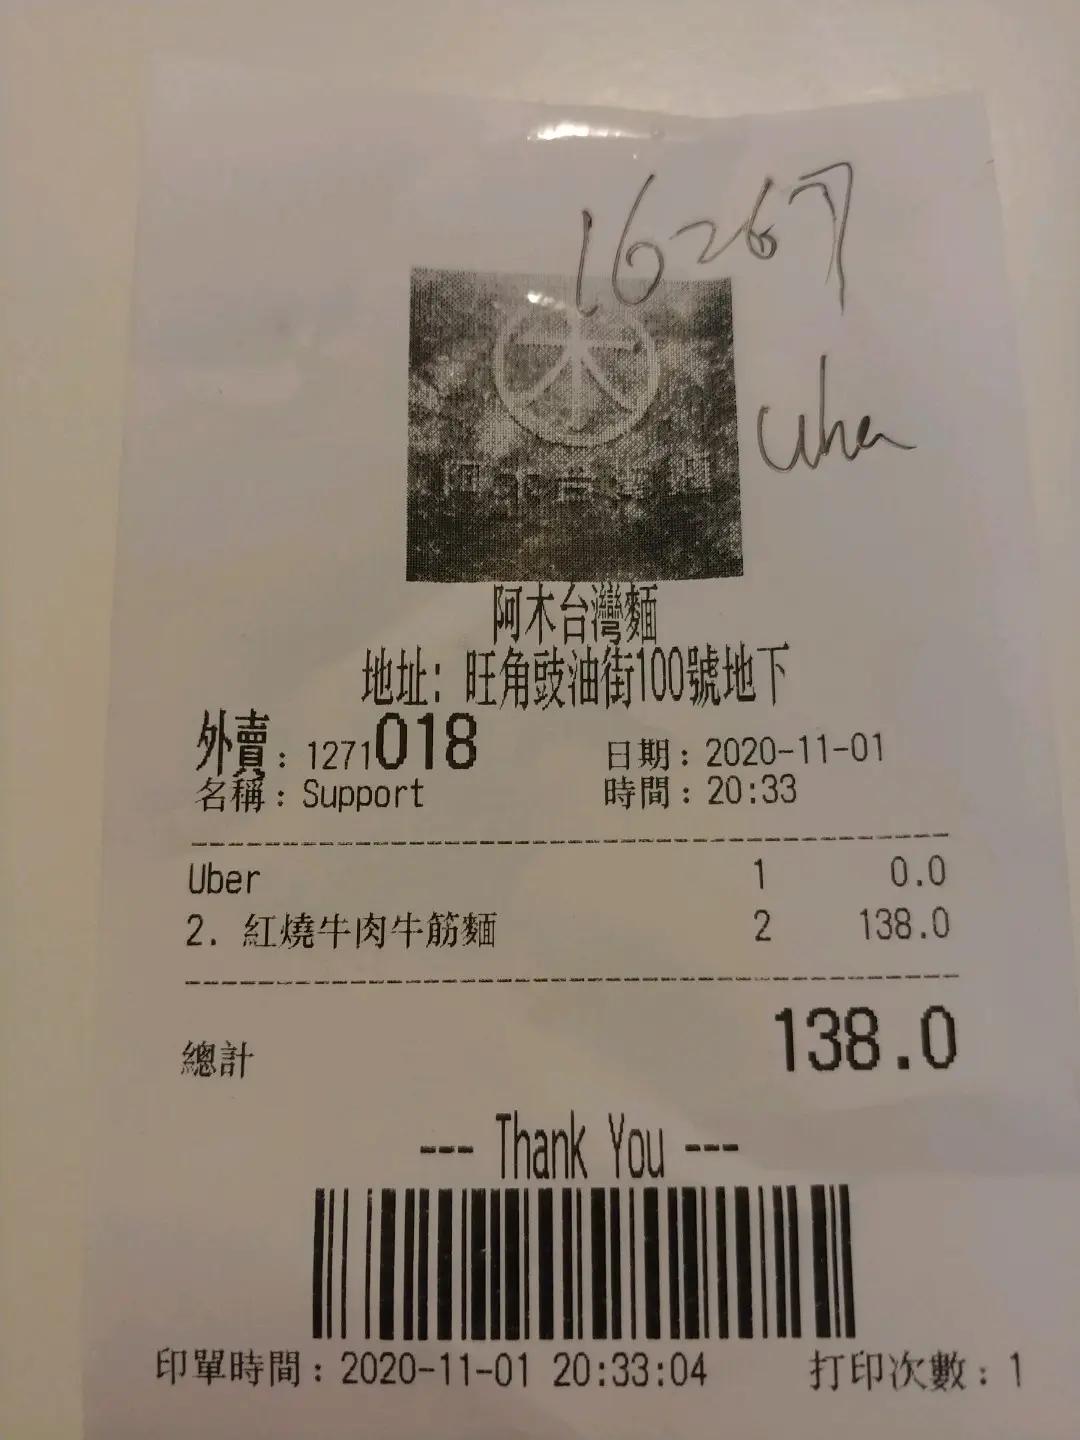 16267
木
Uber
阿木台灣麵
地址: 旺角豉油街100號地下
外賣: 1271018 日期: 2020-11-01
名稱: Support 時間: 20:33
Uber 1 0.0
2. 紅燒牛肉牛筋麵 2 138.0
總計 138.0
--- Thank You ---
印單時間: 2020-11-01 20:33:04 打印次數: 1